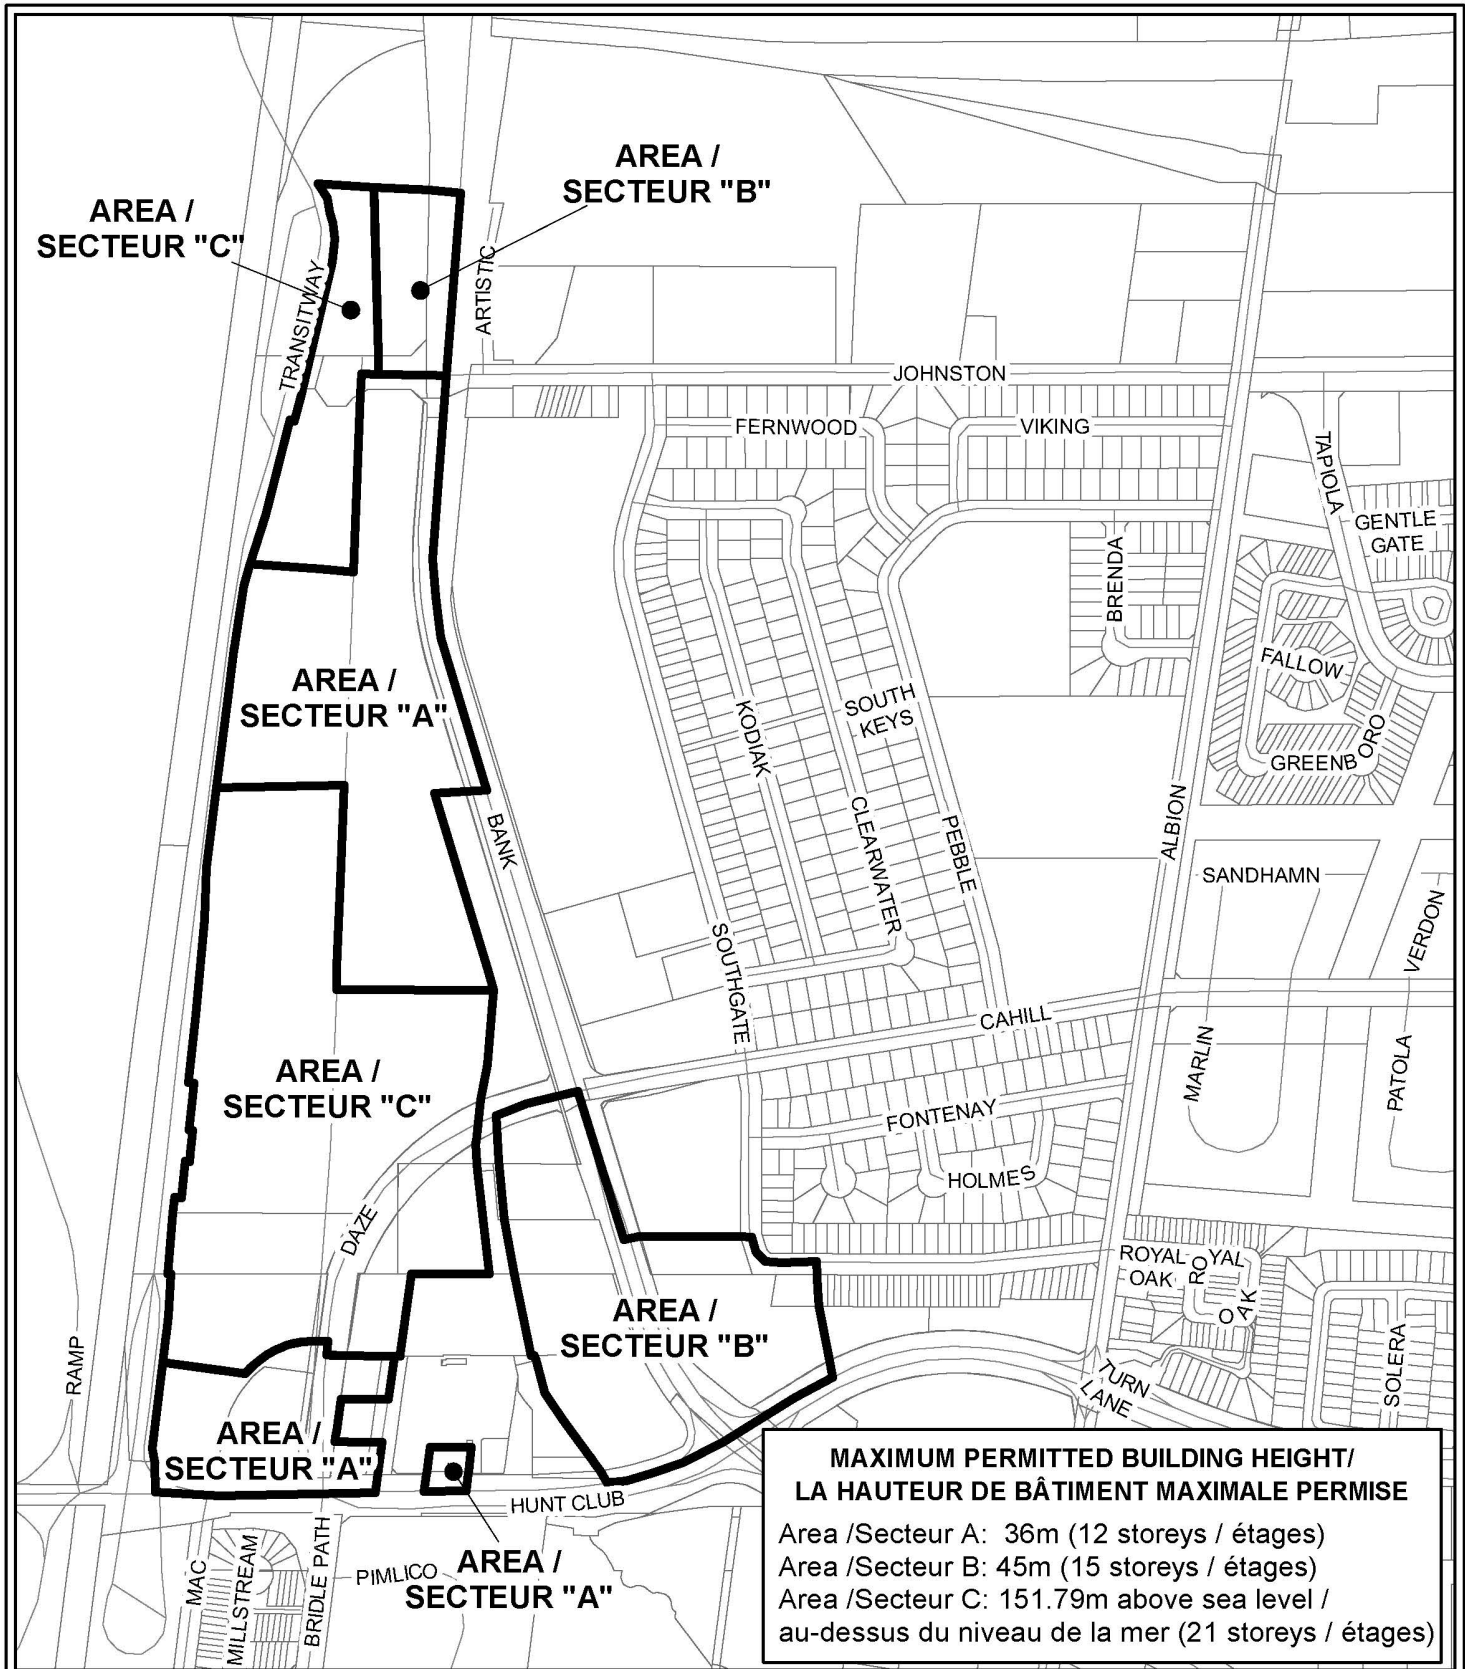 AREA /
SECTEUR "B"
AREA /
SECTEUR "C"
TRANSITWAY
ARTISTIC
JOHNSTON
FERNWOOD
VIKING
TAPIOLA
GENTLE
GATE
BRENDA
FALLOW
AREA /
SECTEUR "A"
KODIAK
SOUTH
KEYS
GREENBORO
BANK
CLEARWATER
PEBBLE
ALBION
SANDHAMN
VERDON
SOUTHGATE
CAHILL
MARLIN
PATOLA
AREA /
SECTEUR "C"
FONTENAY
HOLMES
DAZE
ROYAL
OAK
ROYAL
OAK
AREA /
SECTEUR "B"
RAMP
SOLERA
TURN
LANE
AREA /
SECTEUR "A"
HUNT CLUB
MAC
MILLSTREAM
BRIDLE PATH
PIMLICO
AREA /
SECTEUR "A"
MAXIMUM PERMITTED BUILDING HEIGHT/
LA HAUTEUR DE BÂTIMENT MAXIMALE PERMISE
Area /Secteur A: 36m (12 storeys / étages)
Area /Secteur B: 45m (15 storeys / étages)
Area /Secteur C: 151.79m above sea level /
au-dessus du niveau de la mer (21 storeys / étages)